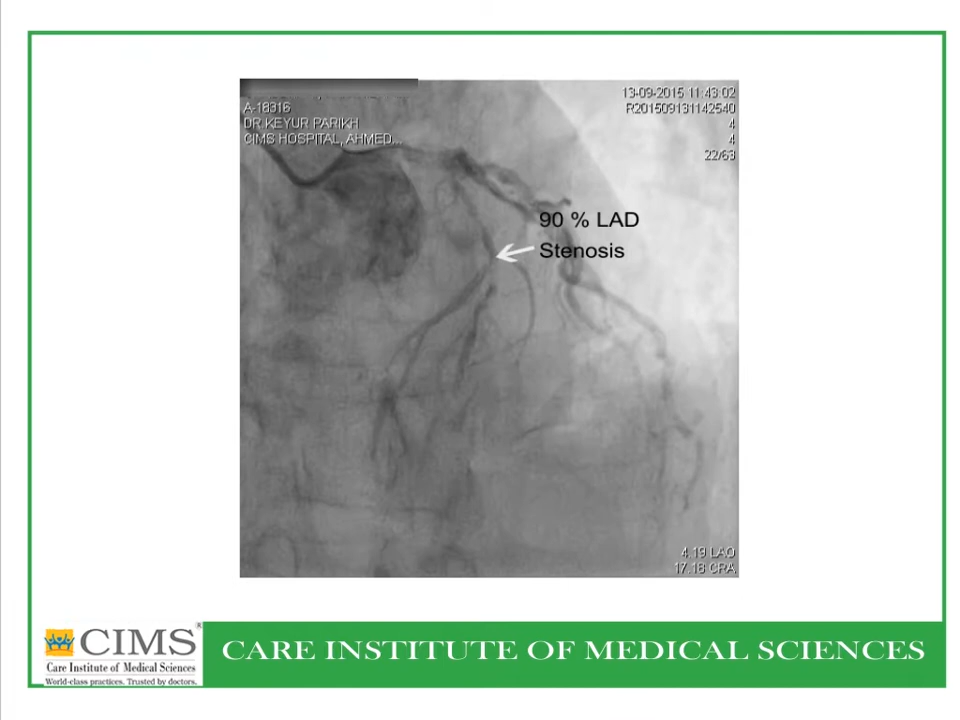 A-18316
DR.KEYUR PARIKH
CIMS HOSPITAL, AHMED...
13-09-2015 11:43:02
R201509131142540
4
4
22/63
90 % LAD
Stenosis
4.19 LAO
17.18 CRA
CIMS®
Care Institute of Medical Sciences
World-class practices. Trusted by doctors.
CARE INSTITUTE OF MEDICAL SCIENCES